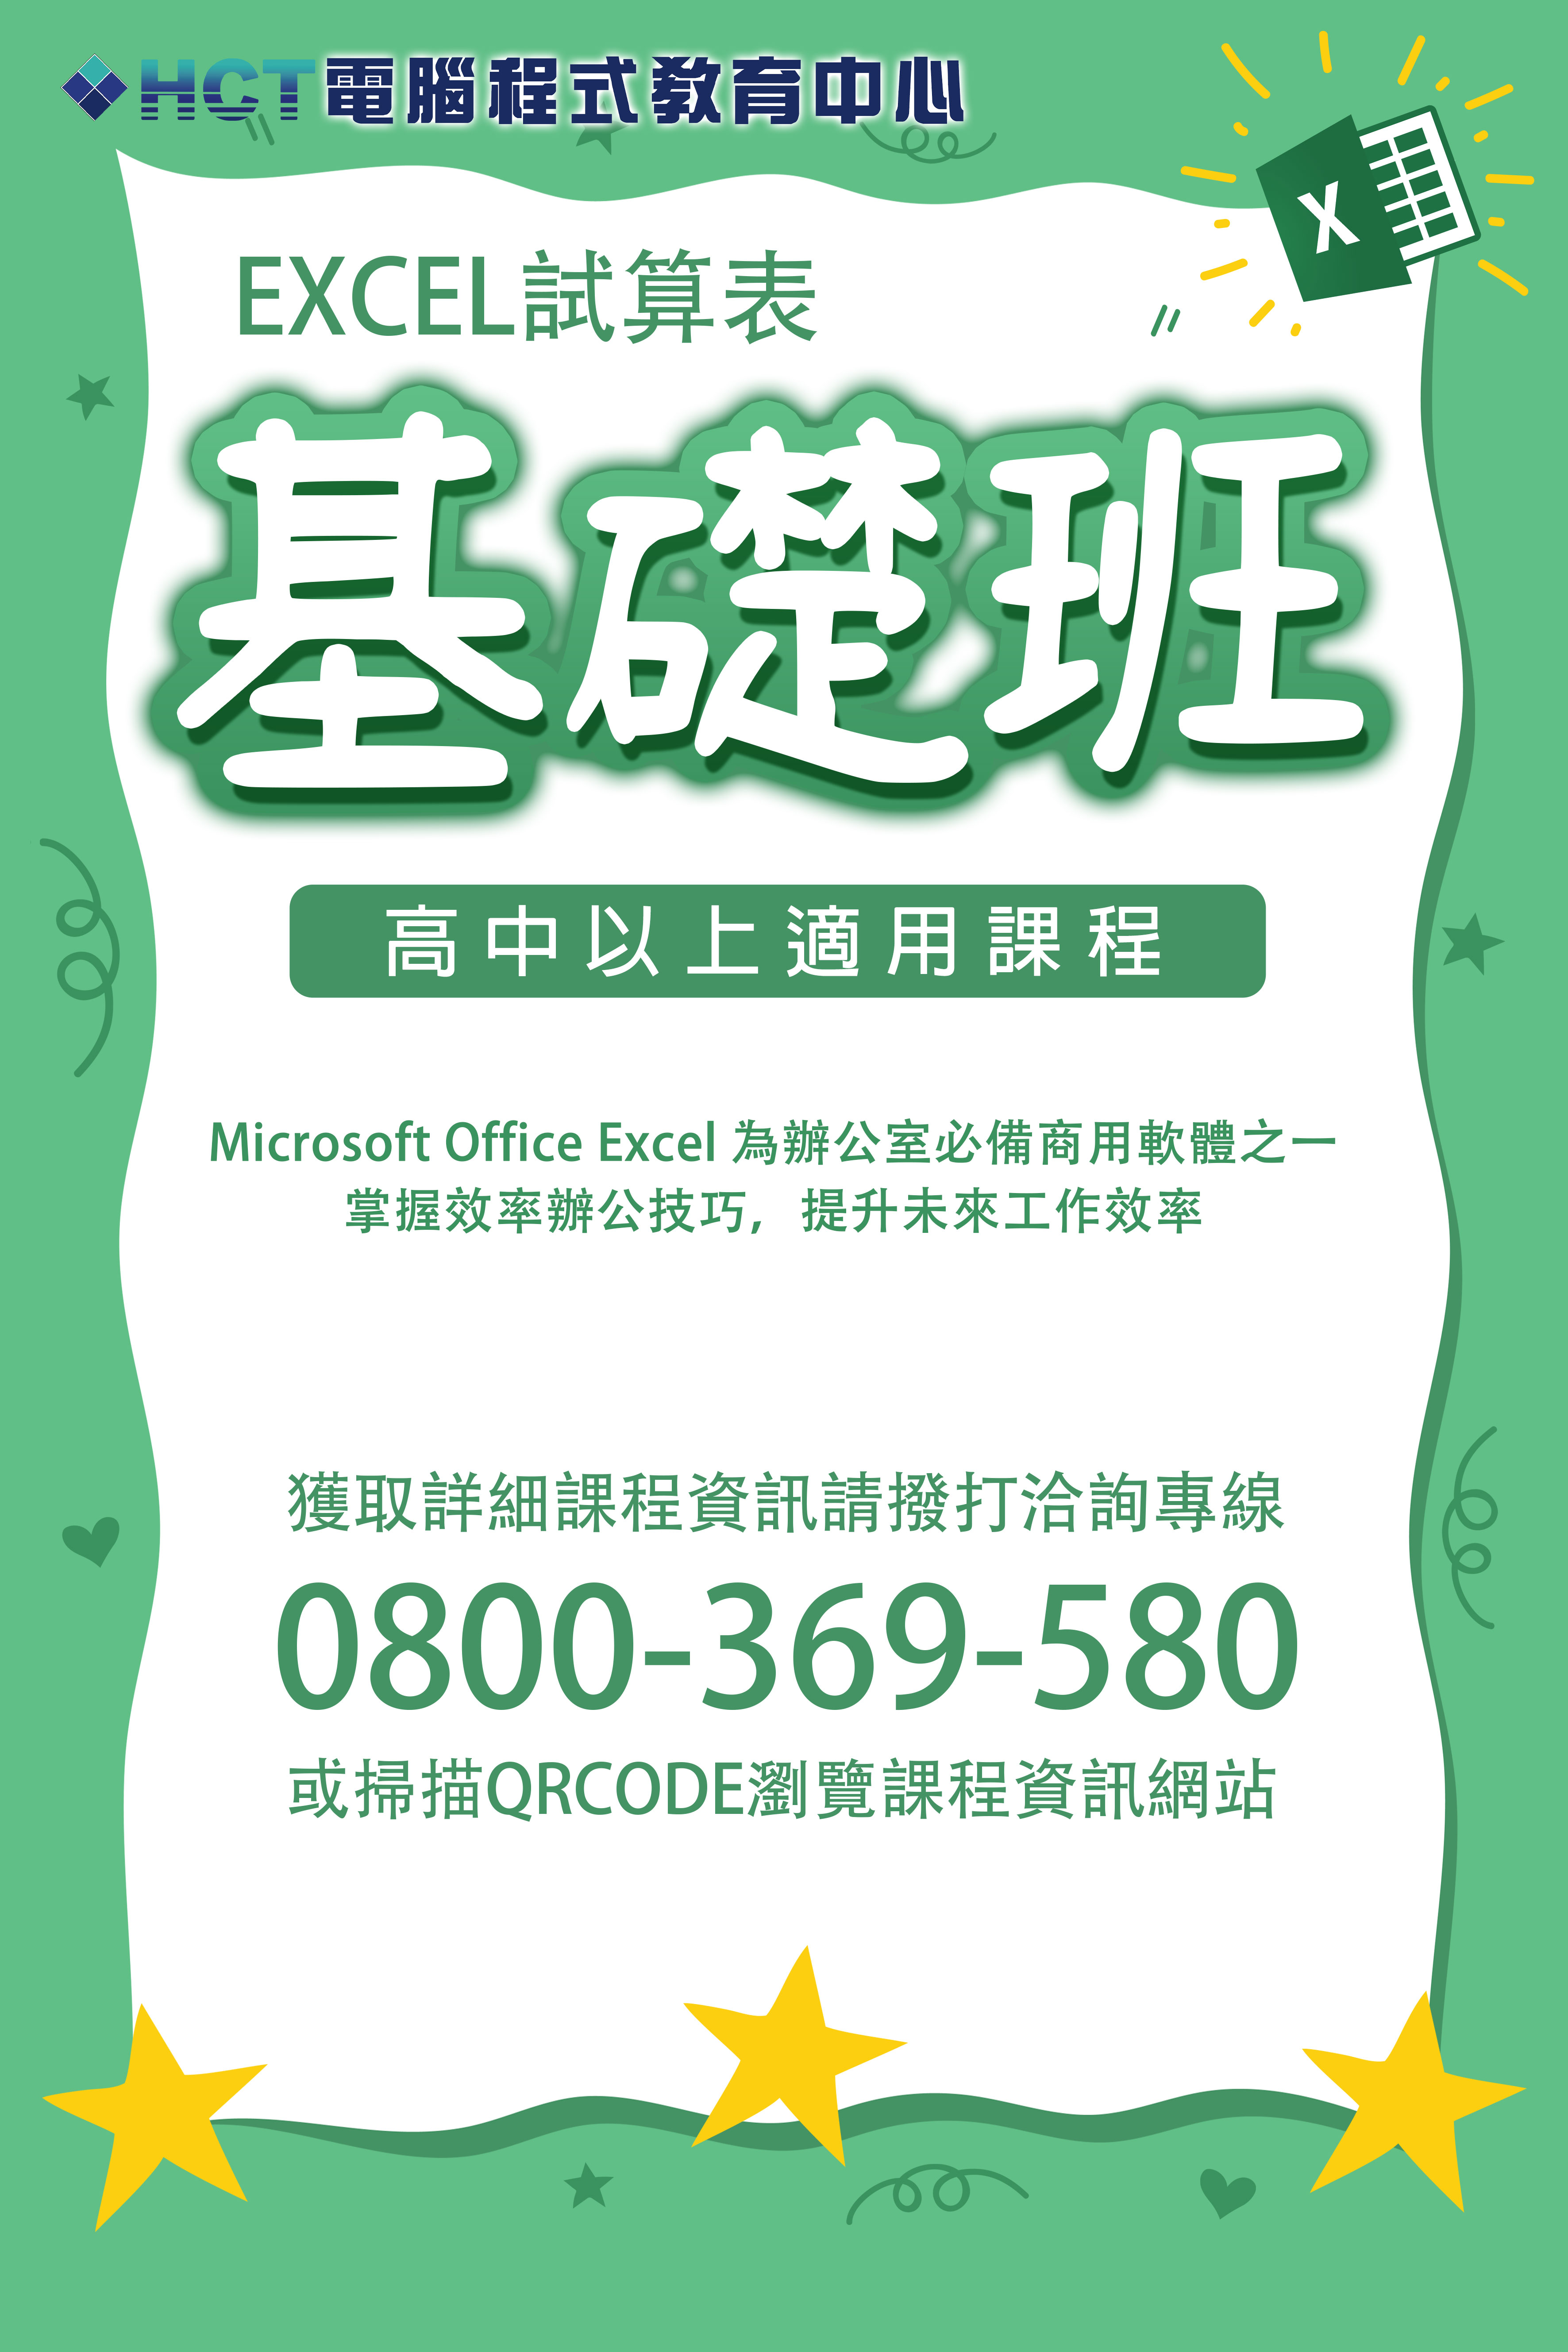 HCT電腦程式教育中心
X
EXCEL試算表
基礎班
高中以上適用課程
Microsoft Office Excel 為辦公室必備商用軟體之一
掌握效率辦公技巧，提升未來工作效率
獲取詳細課程資訊請撥打洽詢專線
0800-369-580
或掃描QRCODE瀏覽課程資訊網站